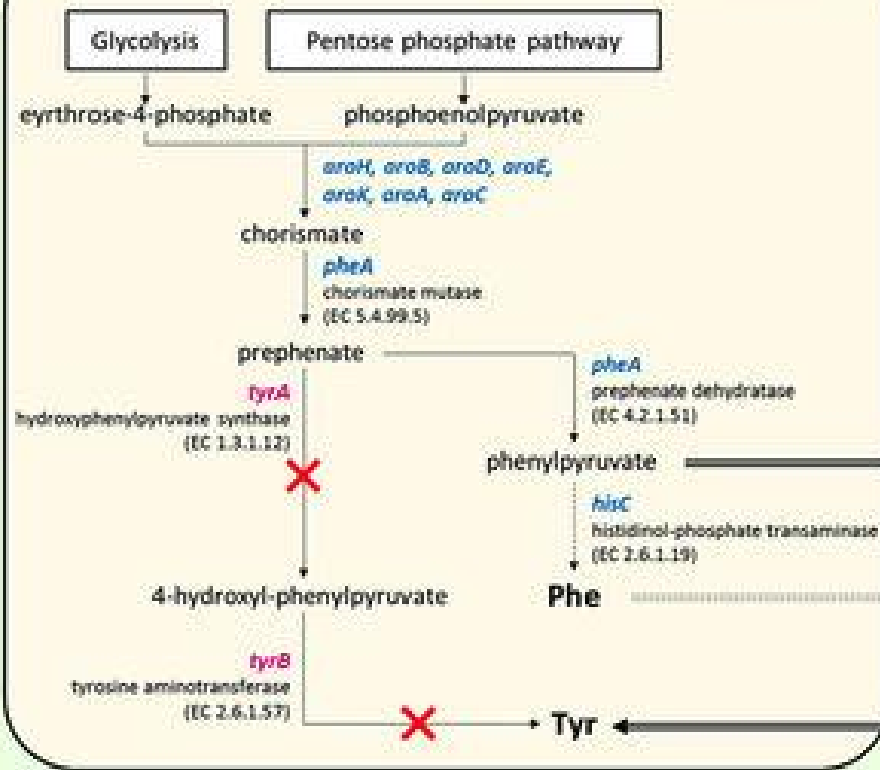 Glycolysis
Pentose phosphate pathway
eyrthrose-4-phosphate
phosphoenolpyruvate
aroH, aroB, aroD, aroE,
aroK, aroA, aroC
chorismate
pheA
chorismate mutase
(EC 5.4.99.5)
prephenate
tyrA
hydroxyphenylpyruvate synthase
(EC 1.3.1.12)
pheA
prephenate dehydratase
(EC 4.2.1.51)
phenylpyruvate
hisC
histidinol-phosphate transaminase
(EC 2.6.1.19)
4-hydroxyl-phenylpyruvate
Phe
tyrB
tyrosine aminotransferase
(EC 2.6.1.57)
Tyr